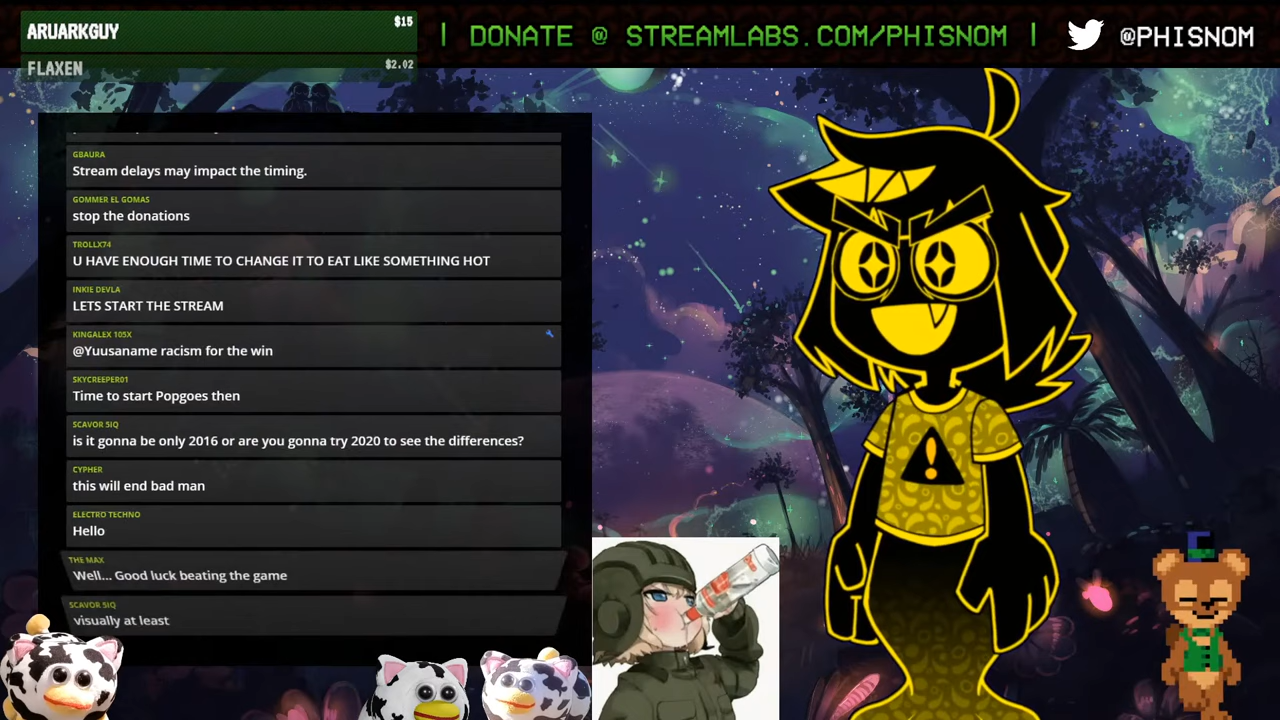 ARUARKGUY $15
FLAXEN $2.02
| DONATE @ STREAMLABS.COM/PHISNOM | @PHISNOM
GBAURA
Stream delays may impact the timing.
GOMMER EL GOMAS
stop the donations
TROLLX74
U HAVE ENOUGH TIME TO CHANGE IT TO EAT LIKE SOMETHING HOT
INKIE DEVLA
LETS START THE STREAM
KINGALEX 105X
@Yuusaname racism for the win
SKYCREEPER01
Time to start Popgoes then
SCAVOR 5IQ
is it gonna be only 2016 or are you gonna try 2020 to see the differences?
CYPHER
this will end bad man
ELECTRO TECHNO
Hello
THE MAX
Well... Good luck beating the game
SCAVOR 5IQ
visually at least
!